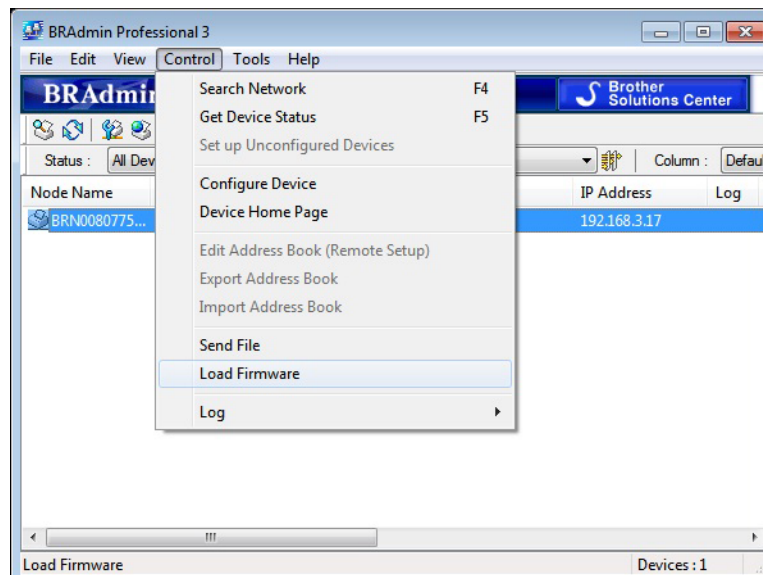 BRAdmin Professional 3
File Edit View Control Tools Help
BRAdmi
Brother
Solutions Center
Search Network F4
Get Device Status F5
Set up Unconfigured Devices
Status : All Dev
Column : Defau
Configure Device
Node Name
IP Address Log
Device Home Page
BRN0080775...
192.168.3.17
Edit Address Book (Remote Setup)
Export Address Book
Import Address Book
Send File
Load Firmware
Log
Load Firmware
Devices : 1